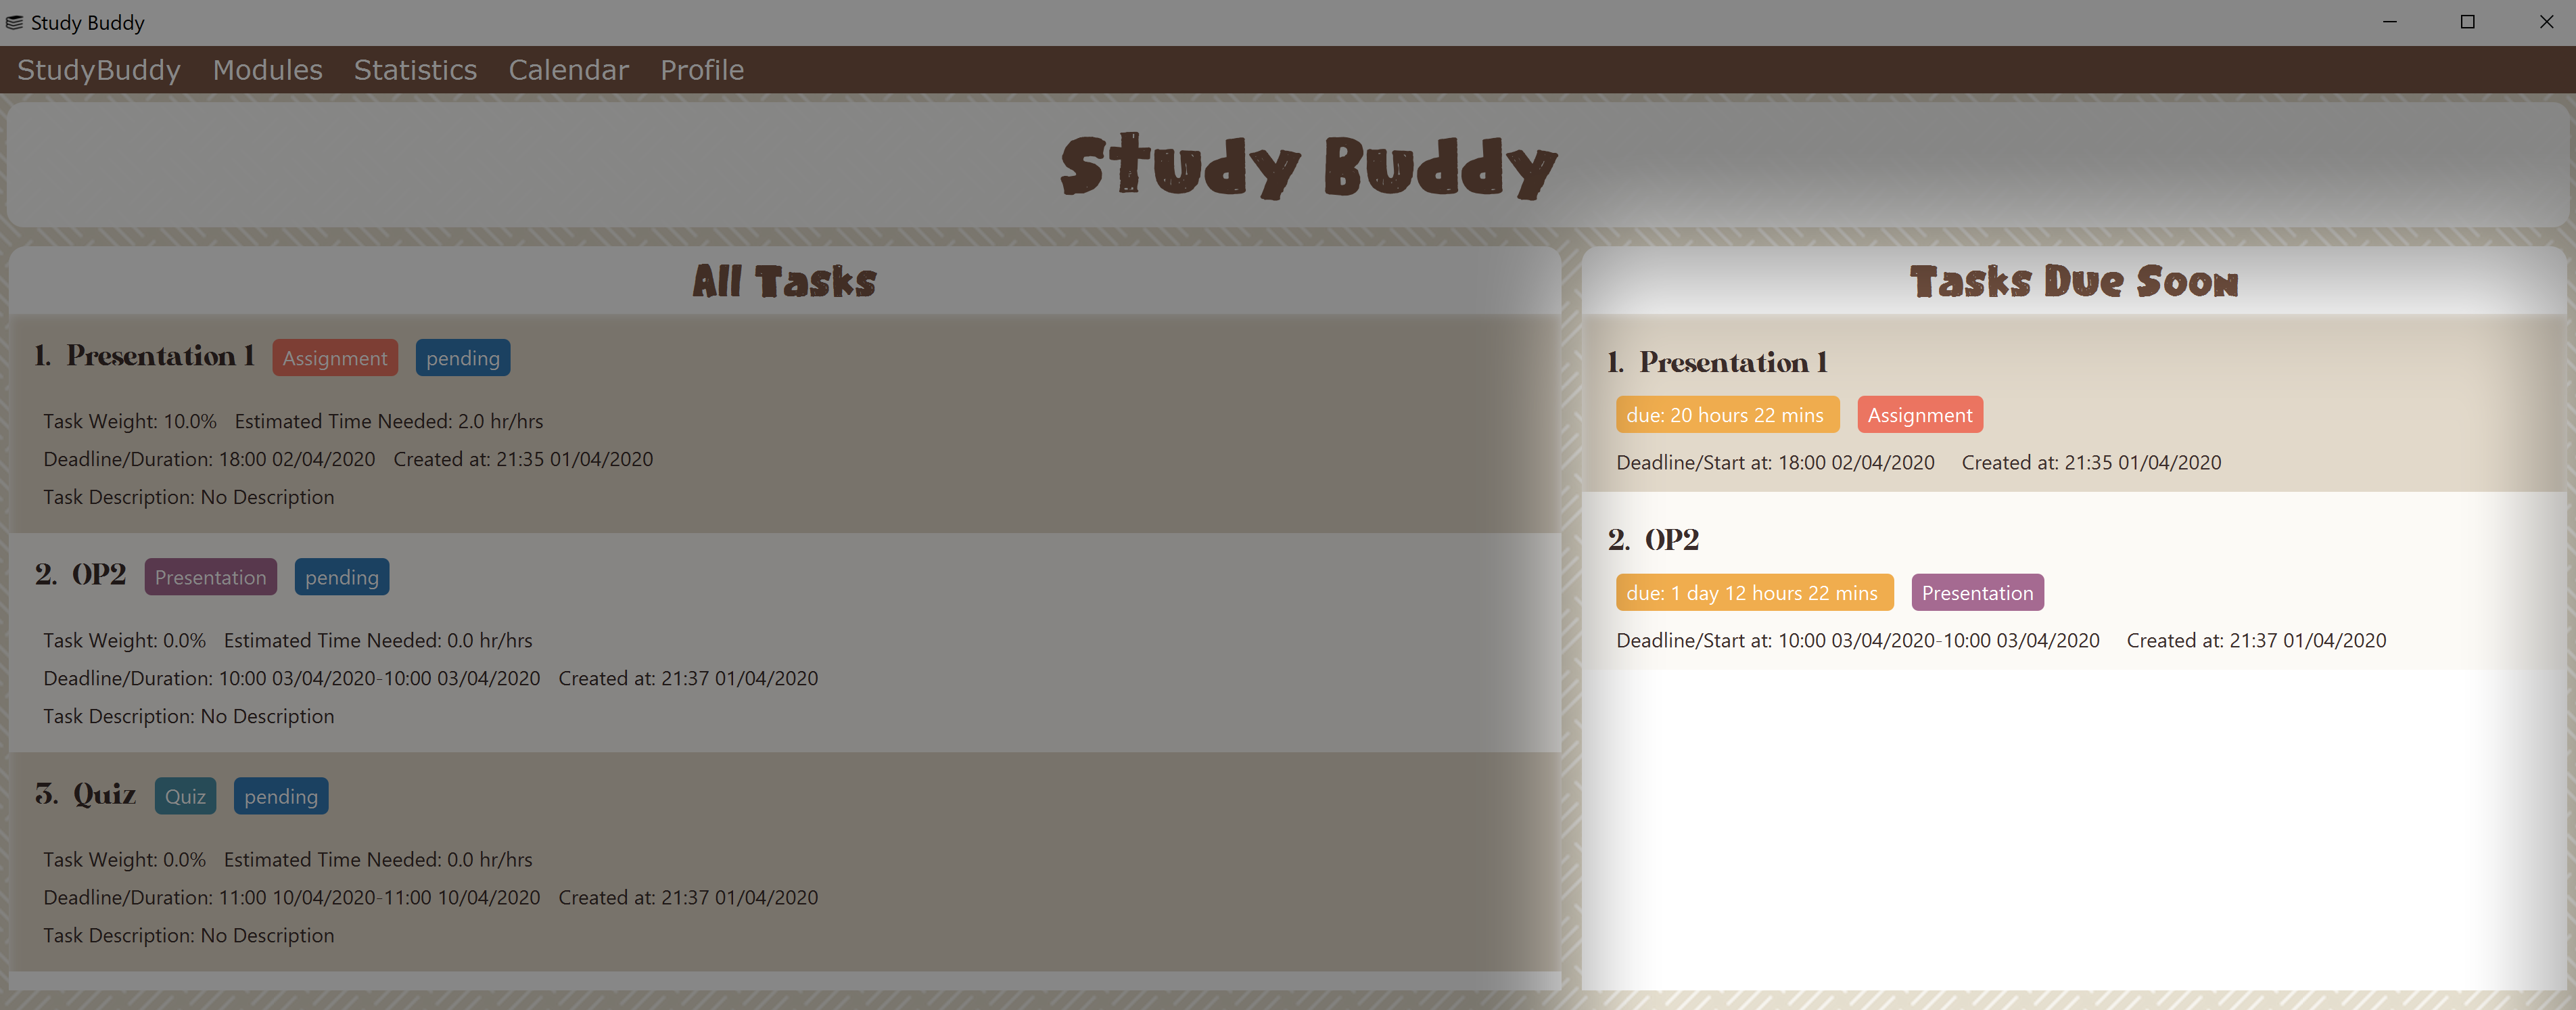 Study Buddy
StudyBuddy Modules Statistics Calendar Profile
Study Buddy
All Tasks
1. Presentation 1 Assignment pending
Task Weight: 10.0% Estimated Time Needed: 2.0 hr/hrs
Deadline/Duration: 18:00 02/04/2020 Created at: 21:35 01/04/2020
Task Description: No Description
2. OP2 Presentation pending
Task Weight: 0.0% Estimated Time Needed: 0.0 hr/hrs
Deadline/Duration: 10:00 03/04/2020-10:00 03/04/2020 Created at: 21:37 01/04/2020
Task Description: No Description
3. Quiz Quiz pending
Task Weight: 0.0% Estimated Time Needed: 0.0 hr/hrs
Deadline/Duration: 11:00 10/04/2020-11:00 10/04/2020 Created at: 21:37 01/04/2020
Task Description: No Description
Tasks Due Soon
1. Presentation 1
due: 20 hours 22 mins Assignment
Deadline/Start at: 18:00 02/04/2020 Created at: 21:35 01/04/2020
2. OP2
due: 1 day 12 hours 22 mins Presentation
Deadline/Start at: 10:00 03/04/2020-10:00 03/04/2020 Created at: 21:37 01/04/2020